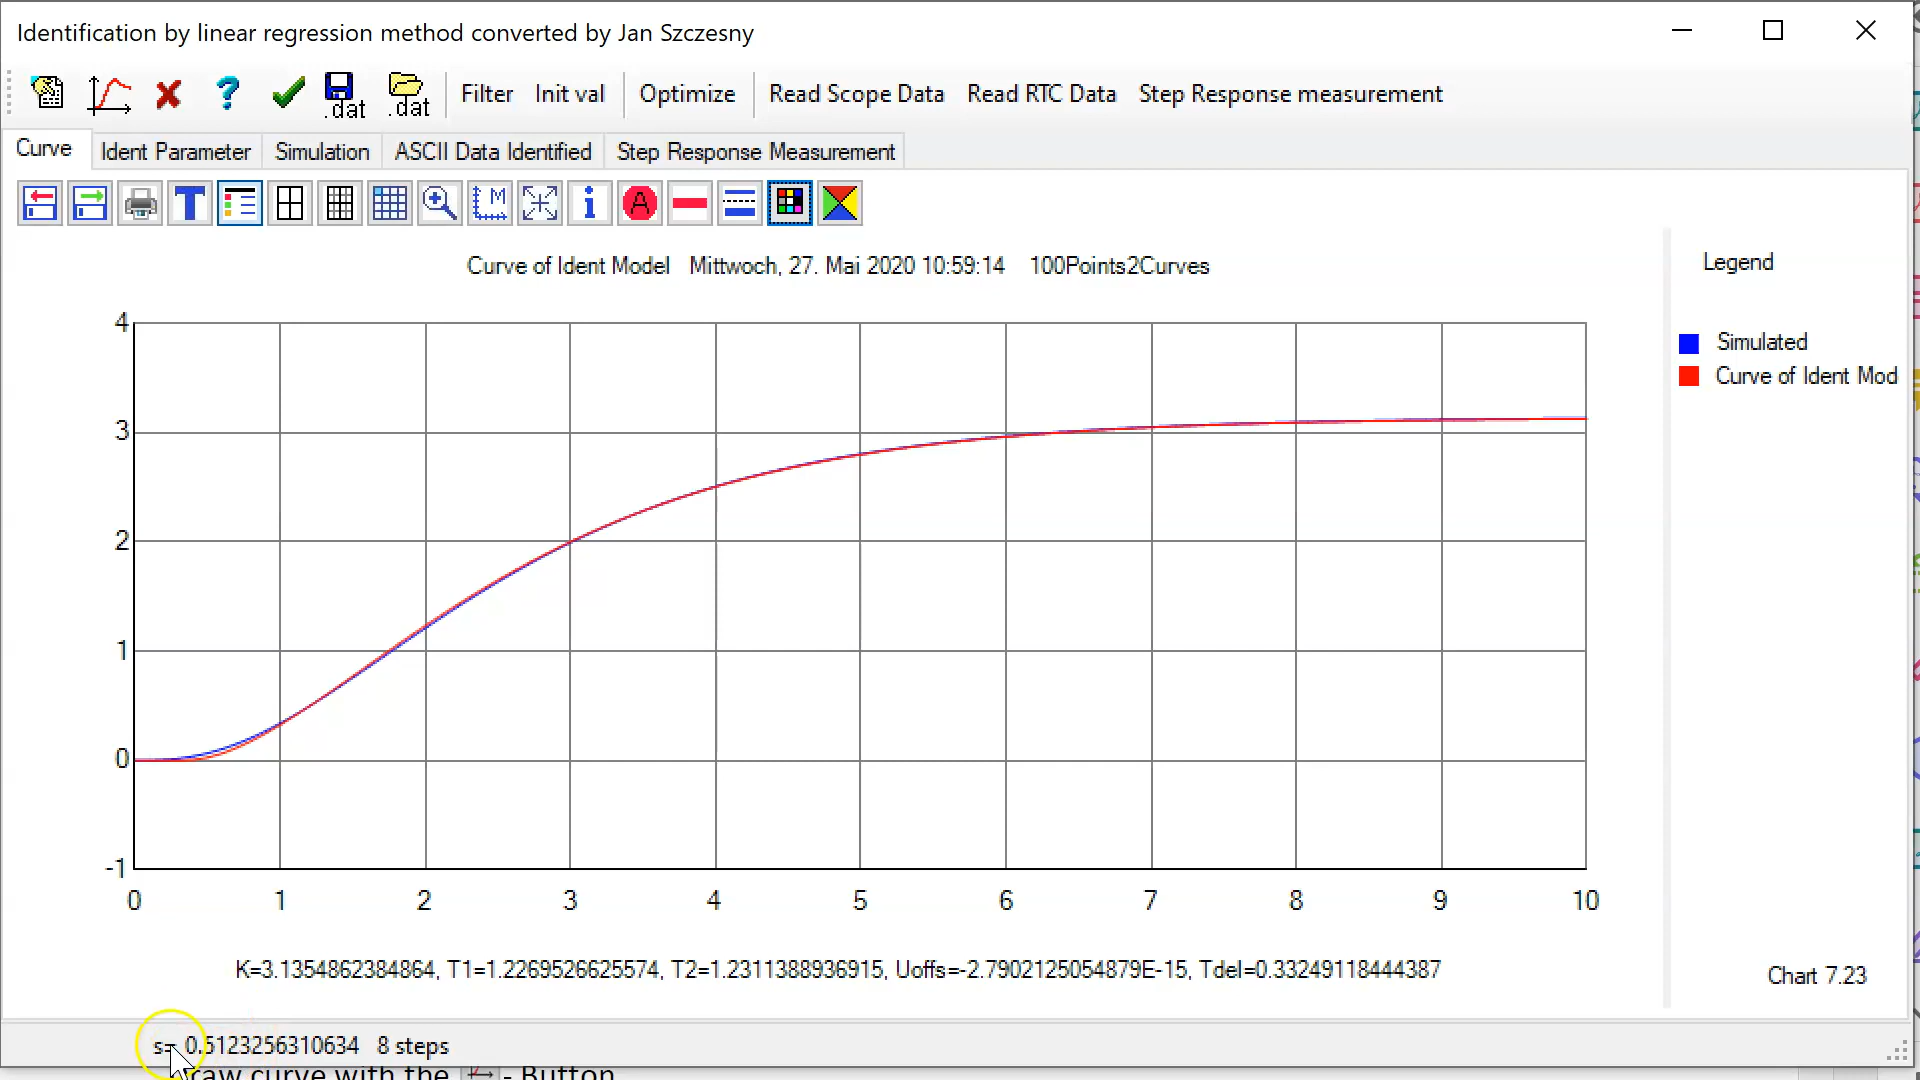 Identification by linear regression method converted by Jan Szczesny
.dat .dat Filter Init val Optimize Read Scope Data Read RTC Data Step Response measurement
Curve Ident Parameter Simulation ASCII Data Identified Step Response Measurement
T M i A
Curve of Ident Model Mittwoch, 27. Mai 2020 10:59:14 100Points2Curves
Legend
Simulated
Curve of Ident Mod
4
3
2
1
0
-1
0 1 2 3 4 5 6 7 8 9 10
K=3.1354862384864, T1=1.2269526625574, T2=1.2311388936915, Uoffs=-2.7902125054879E-15, Tdel=0.33249118444387
Chart 7.23
s= 0.5123256310634 8 steps
curve with the - Button